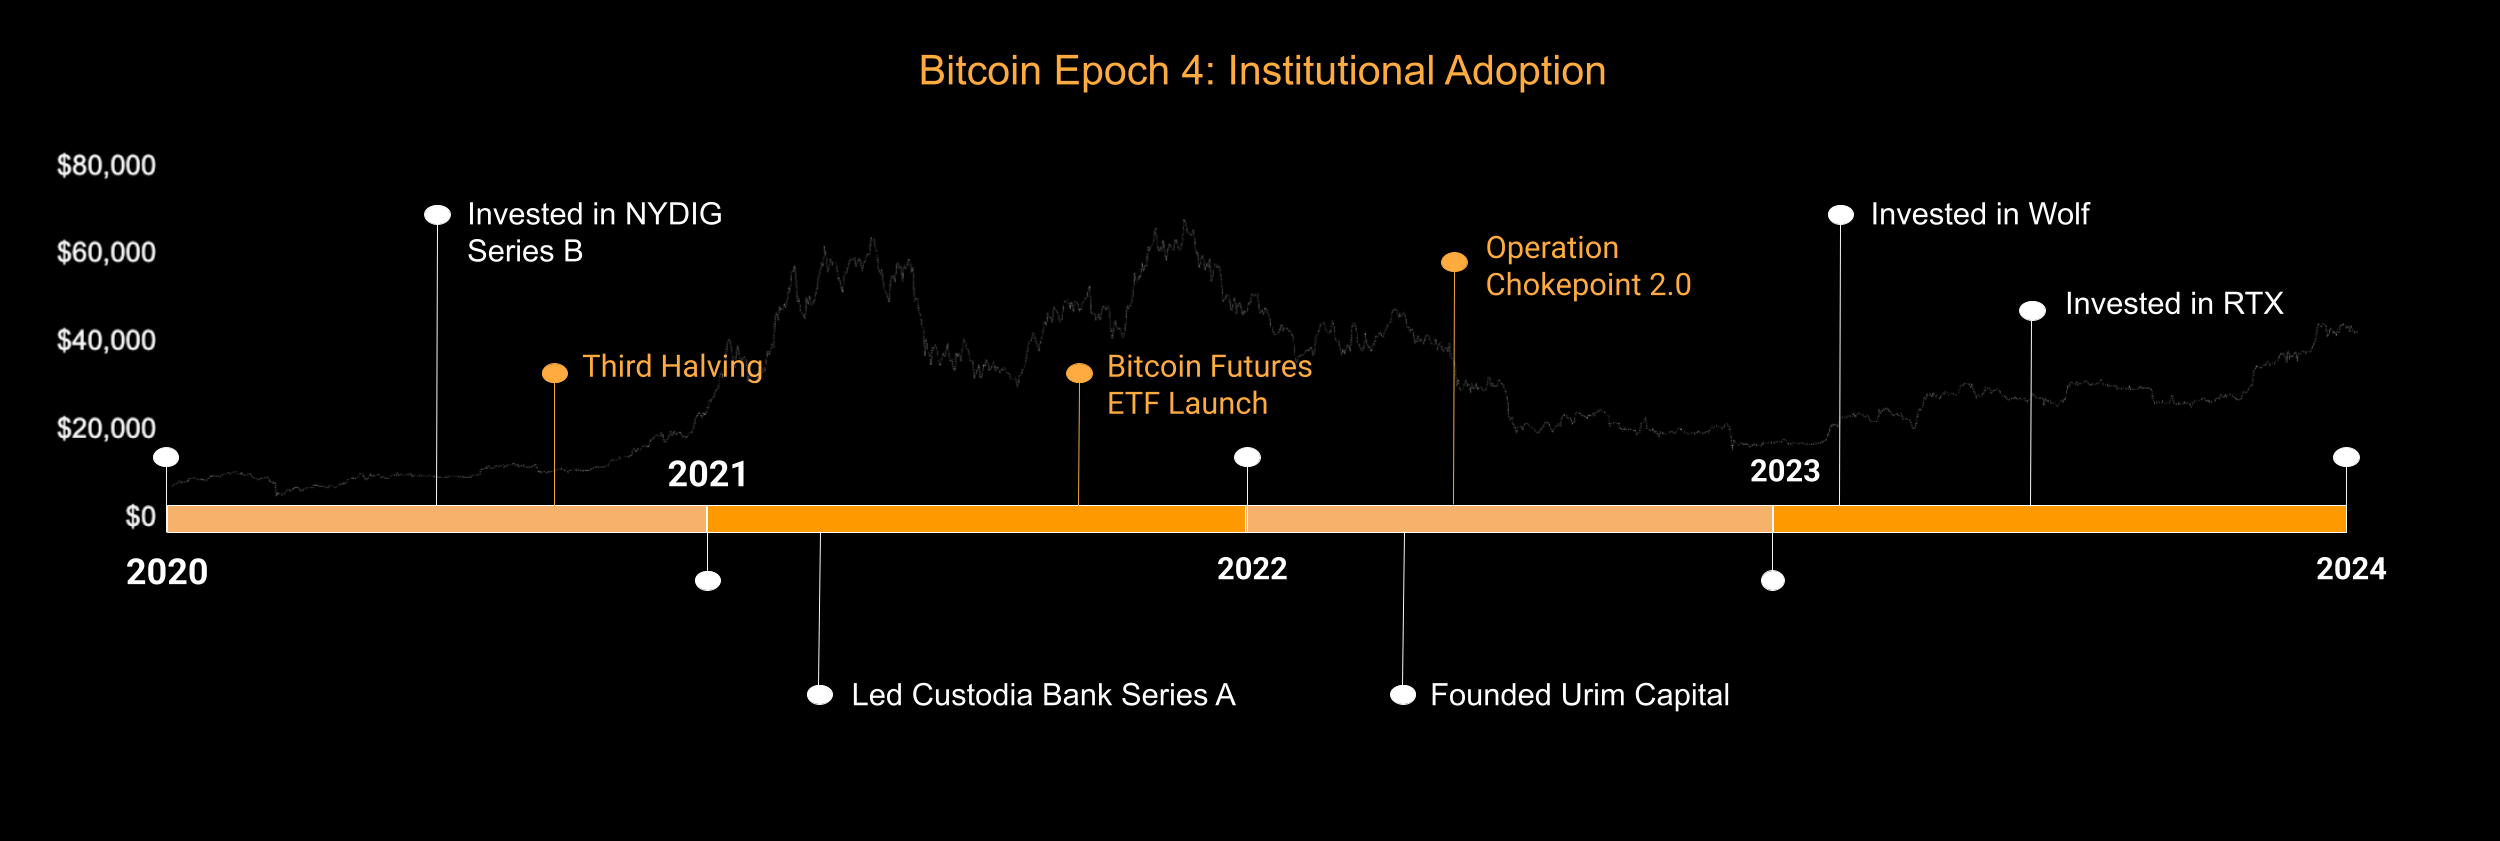 Bitcoin Epoch 4: Institutional Adoption
$80,000
$60,000
$40,000
$20,000
$0
Invested in NYDIG
Series B
Third Halving
Bitcoin Futures
ETF Launch
Operation
Chokepoint 2.0
Invested in Wolf
Invested in RTX
2020
2021
2022
2023
2024
Led Custodia Bank Series A
Founded Urim Capital